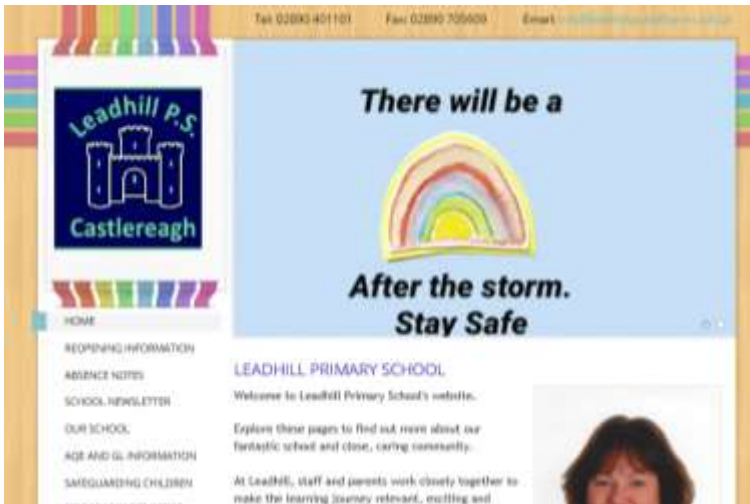 Tel: 02890 401101 Fax: 02890 705600 Email:
Leadhill P.S.
Castlereagh
There will be a
After the storm.
Stay Safe
HOME
REOPENING INFORMATION
ABSENCE NOTES
SCHOOL NEWSLETTER
OUR SCHOOL
AQE AND GL INFORMATION
SAFEGUARDING CHILDREN
LEADHILL PRIMARY SCHOOL
Welcome to Leadhill Primary School's website.
Explore these pages to find out more about our
fantastic school and close, caring community.
At Leadhill, staff and parents work closely together to
make the learning journey relevant, exciting and